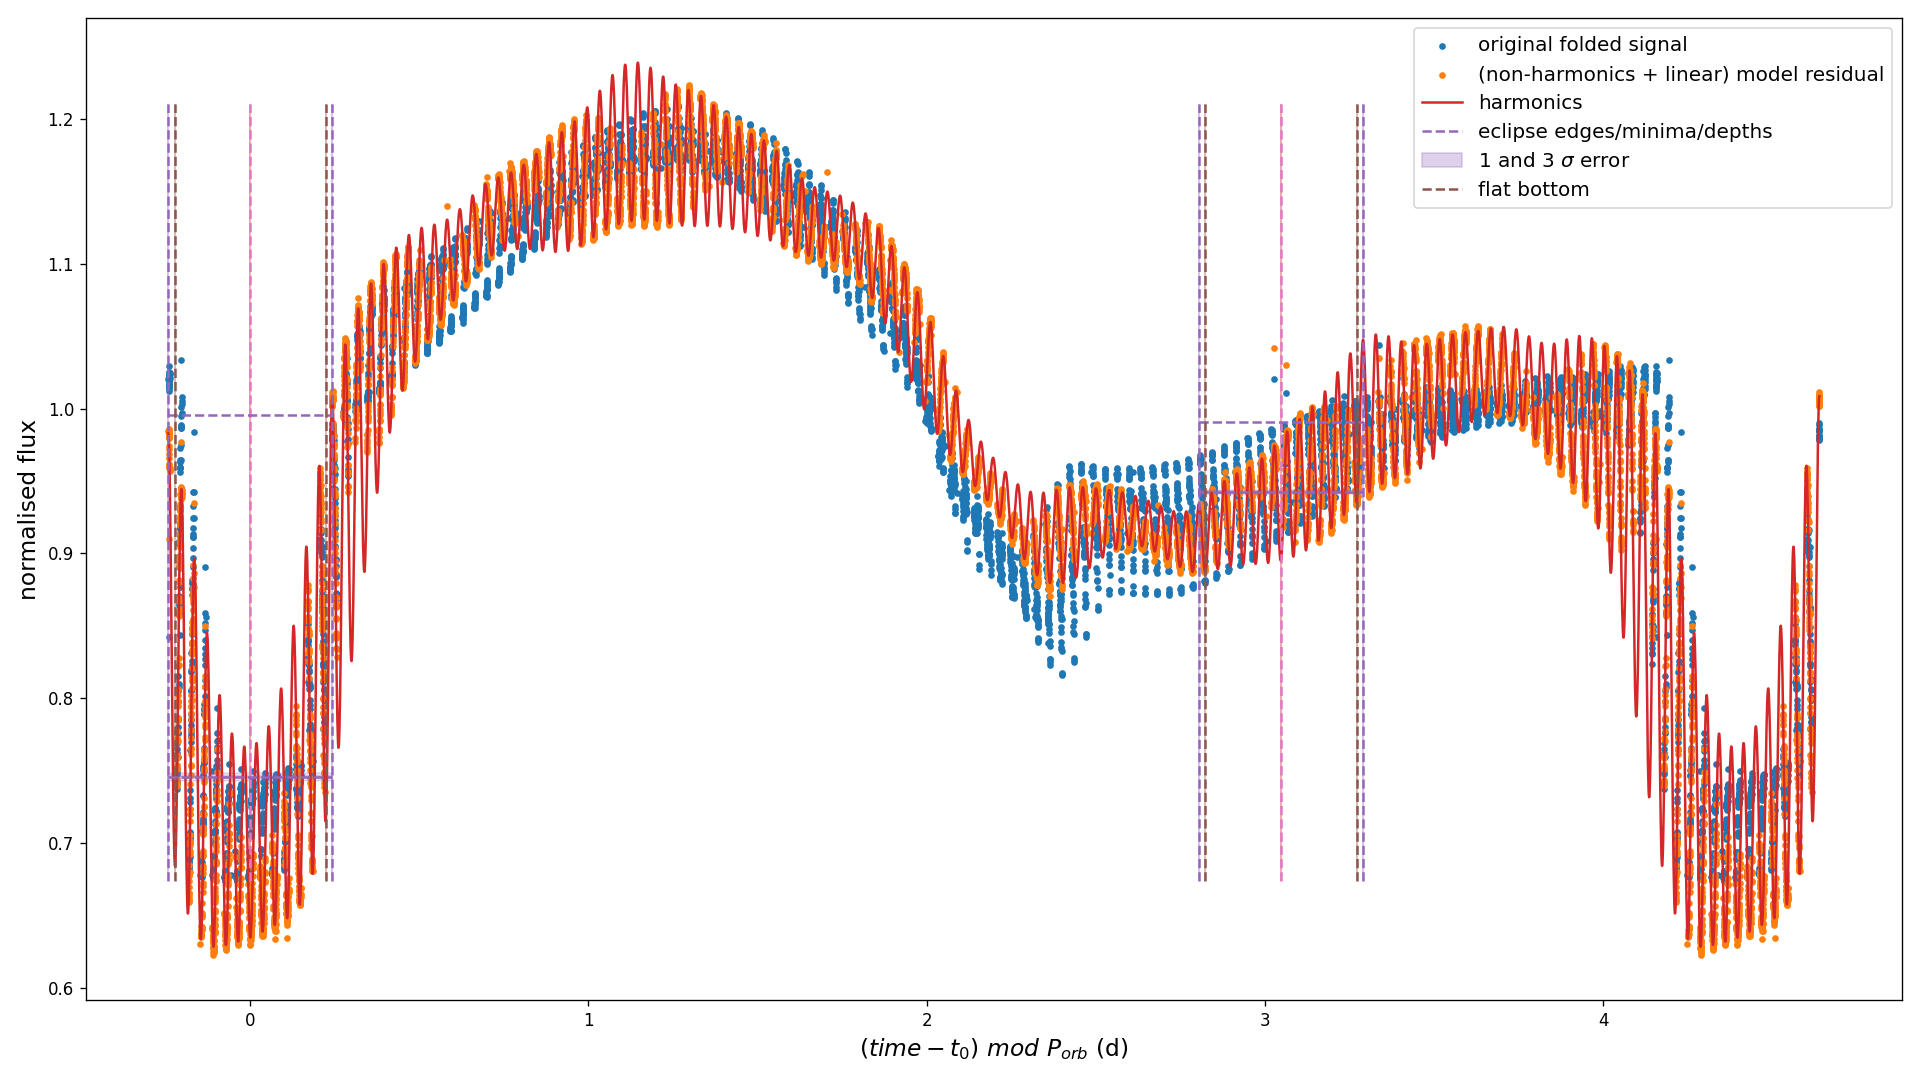 original folded signal
(non-harmonics + linear) model residual
harmonics
eclipse edges/minima/depths
1 and 3 σ error
flat bottom
normalised flux
1.2
1.1
1.0
0.9
0.8
0.7
0.6
0 1 2 3 4
(time − t₀) mod Pₒᵣb (d)